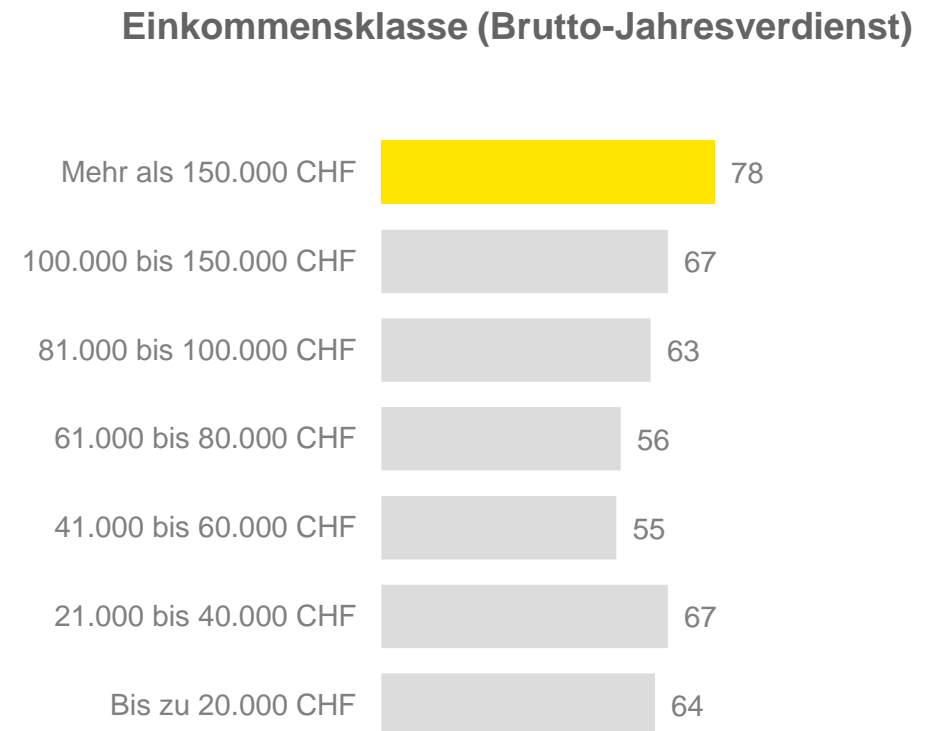 Einkommensklasse (Brutto-Jahresverdienst)
Mehr als 150.000 CHF 78
100.000 bis 150.000 CHF 67
81.000 bis 100.000 CHF 63
61.000 bis 80.000 CHF 56
41.000 bis 60.000 CHF 55
21.000 bis 40.000 CHF 67
Bis zu 20.000 CHF 64